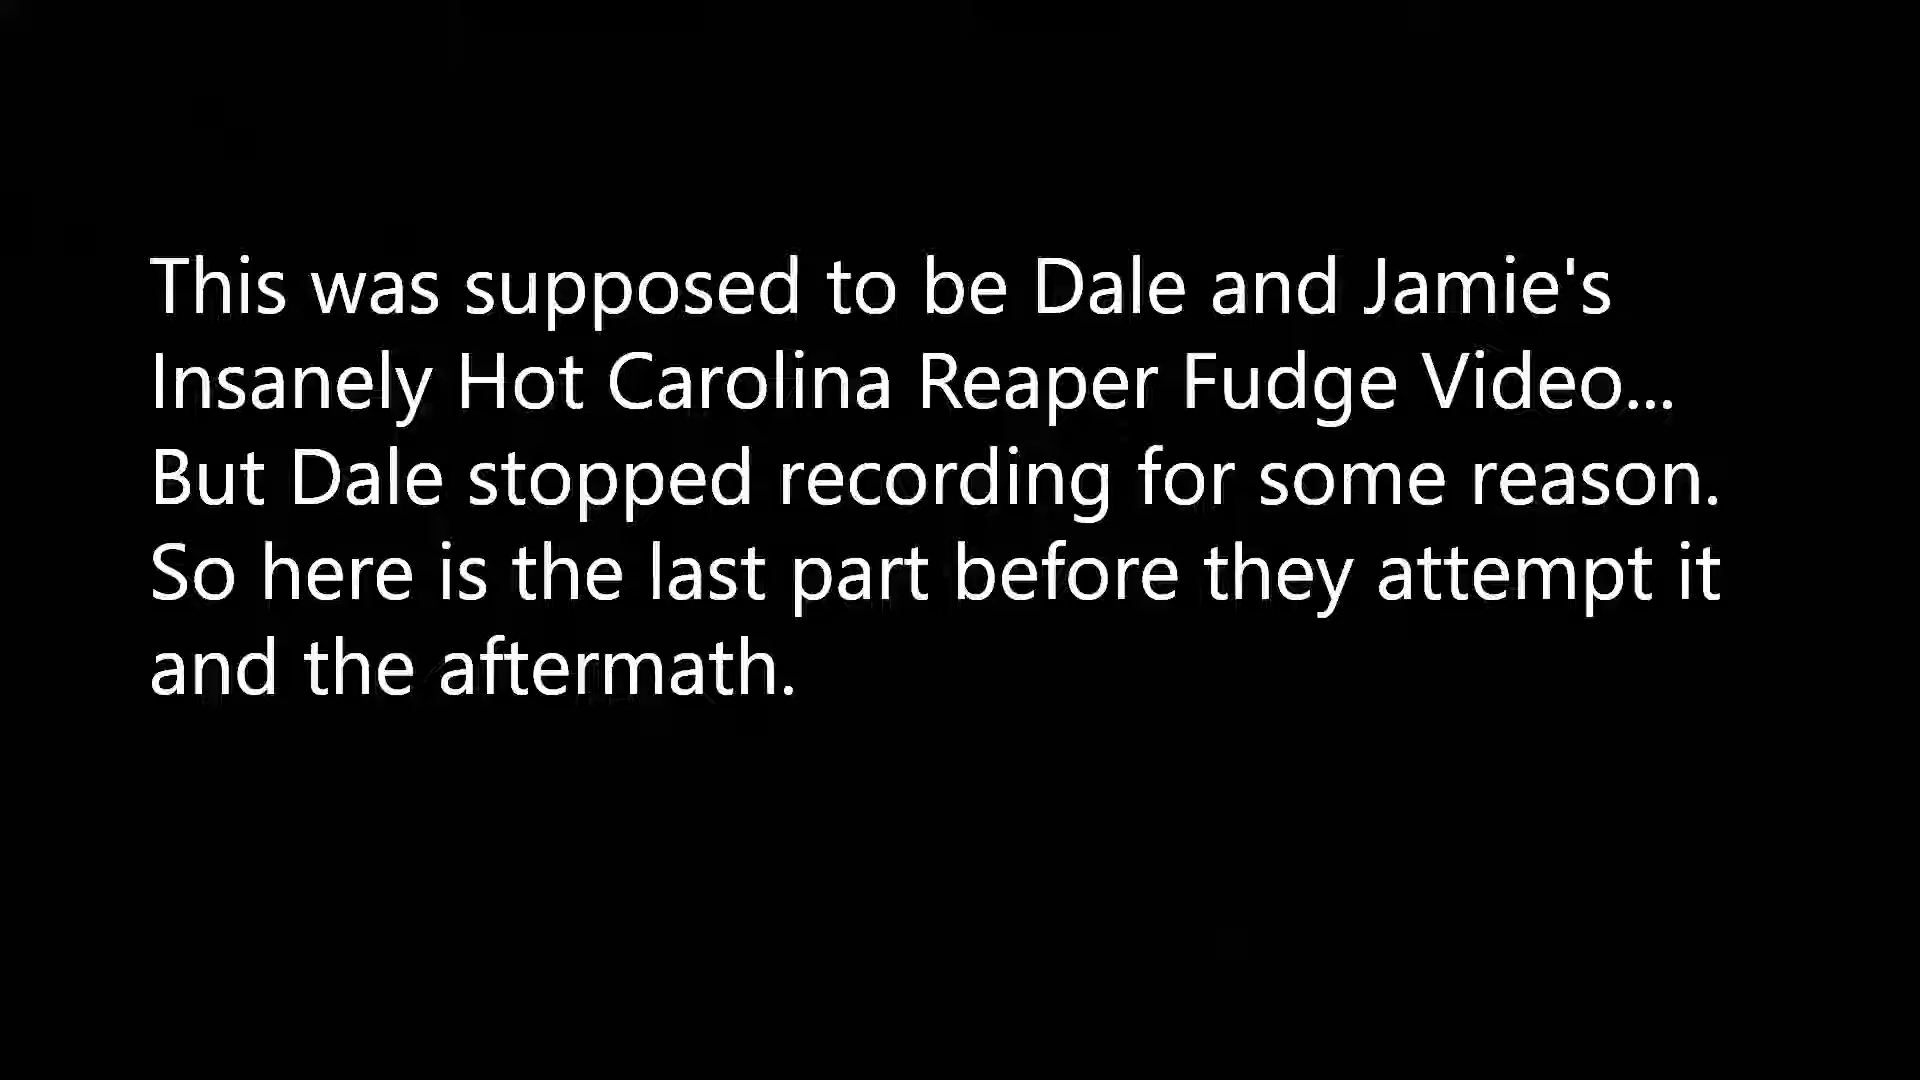 This was supposed to be Dale and Jamie's
Insanely Hot Carolina Reaper Fudge Video...
But Dale stopped recording for some reason.
So here is the last part before they attempt it
and the aftermath.